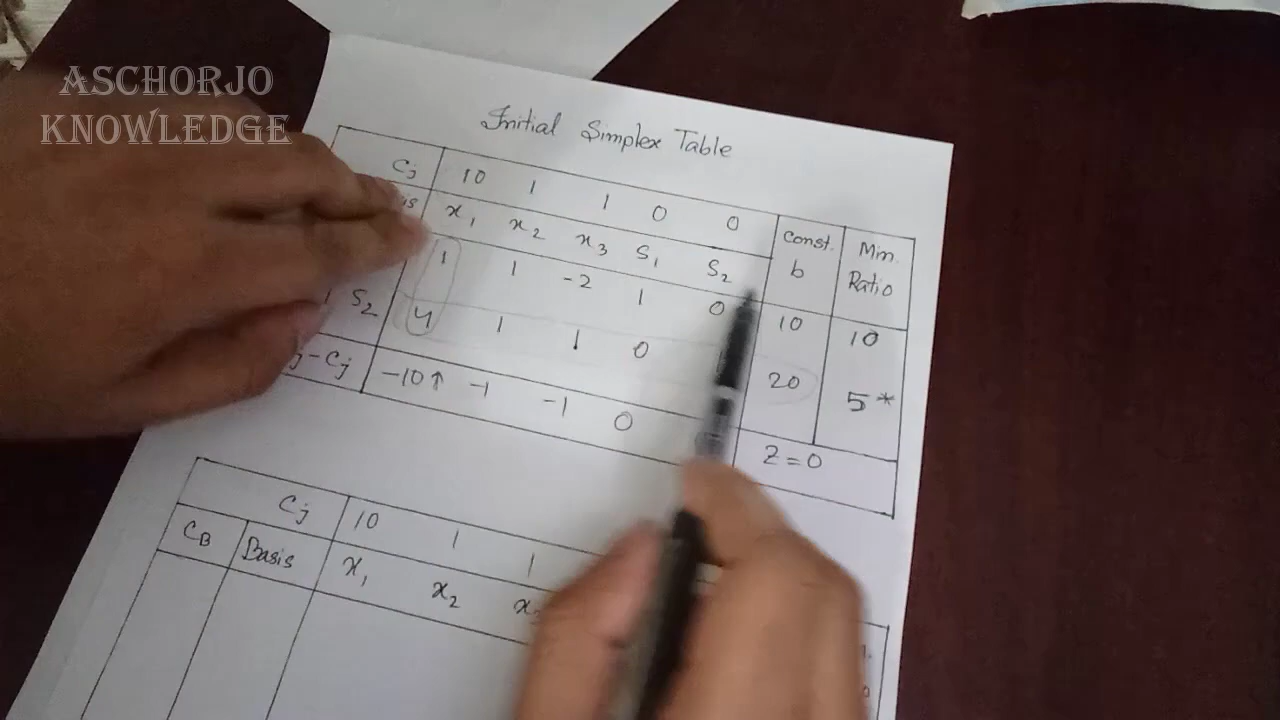 ASCHORJO
KNOWLEDGE
Initial Simplex Table
Cj 10 1 1 0 0 Const. b Min. Ratio
is x1 x2 x3 S1 S2
1 1 -2 1 0 10 10
S2 4 1 1 0 20 5*
j-Cj -10↑ -1 -1 0 Z=0
Cj 10 1 1
CB Basis x1 x2